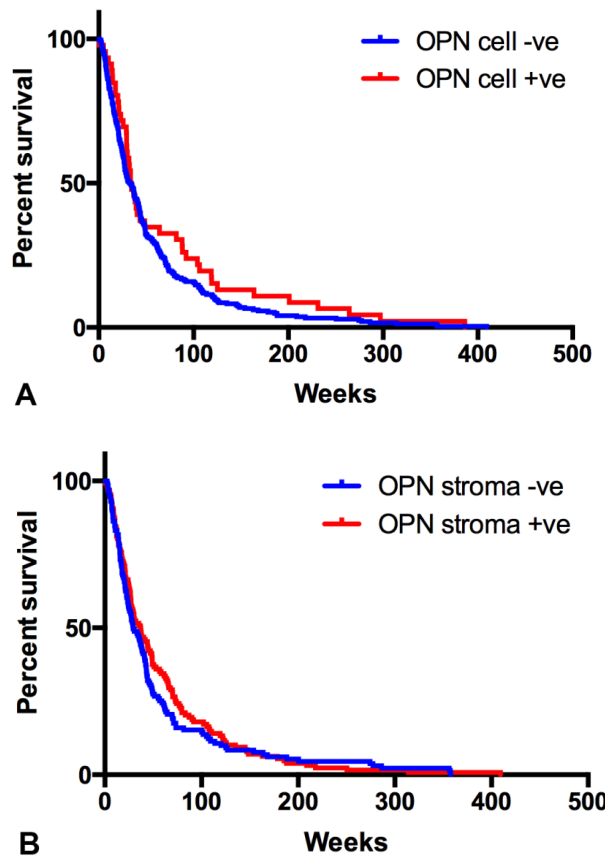 100
50
0
Percent survival
OPN cell -ve
OPN cell +ve
0 100 200 300 400 500
Weeks
A
100
50
0
Percent survival
OPN stroma -ve
OPN stroma +ve
0 100 200 300 400 500
Weeks
B